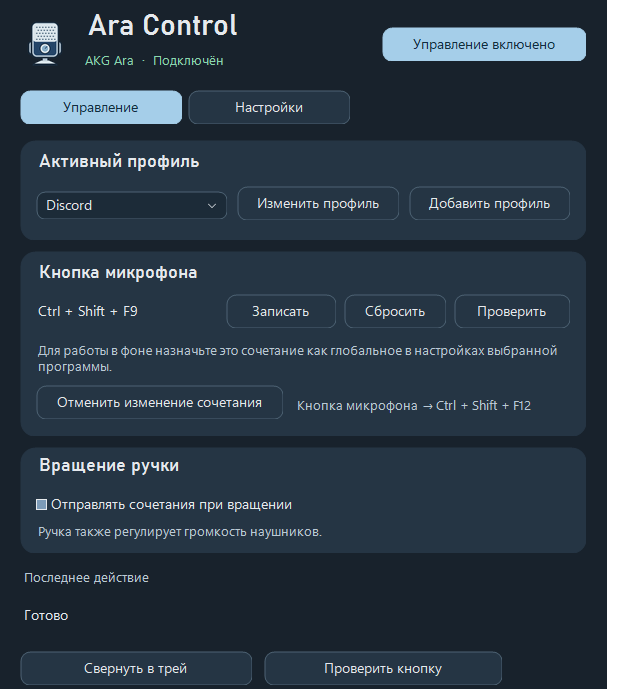 Ara Control
AKG Ara · Подключён
Управление включено
Управление
Настройки
Активный профиль
Discord
Изменить профиль
Добавить профиль
Кнопка микрофона
Ctrl + Shift + F9
Записать
Сбросить
Проверить
Для работы в фоне назначьте это сочетание как глобальное в настройках выбранной
программы.
Отменить изменение сочетания
Кнопка микрофона → Ctrl + Shift + F12
Вращение ручки
Отправлять сочетания при вращении
Ручка также регулирует громкость наушников.
Последнее действие
Готово
Свернуть в трей
Проверить кнопку